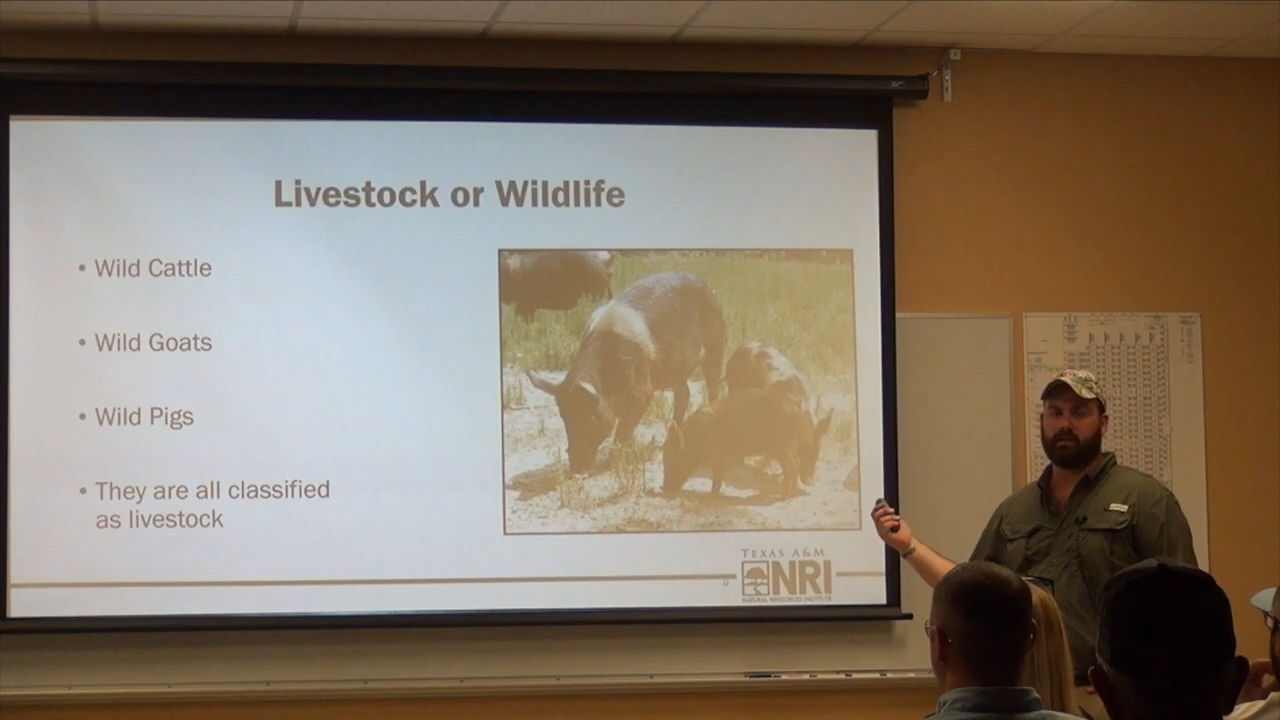 Livestock or Wildlife
• Wild Cattle
• Wild Goats
• Wild Pigs
• They are all classified
as livestock
TEXAS A&M
NRI
NATURAL RESOURCES INSTITUTE